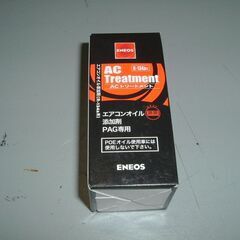 ENEOS
AC
Treatment
ACトリートメント
エアコンオイル
添加剤
PAG専用
POEオイル使用車には
使用しないで下さい。
ENEOS